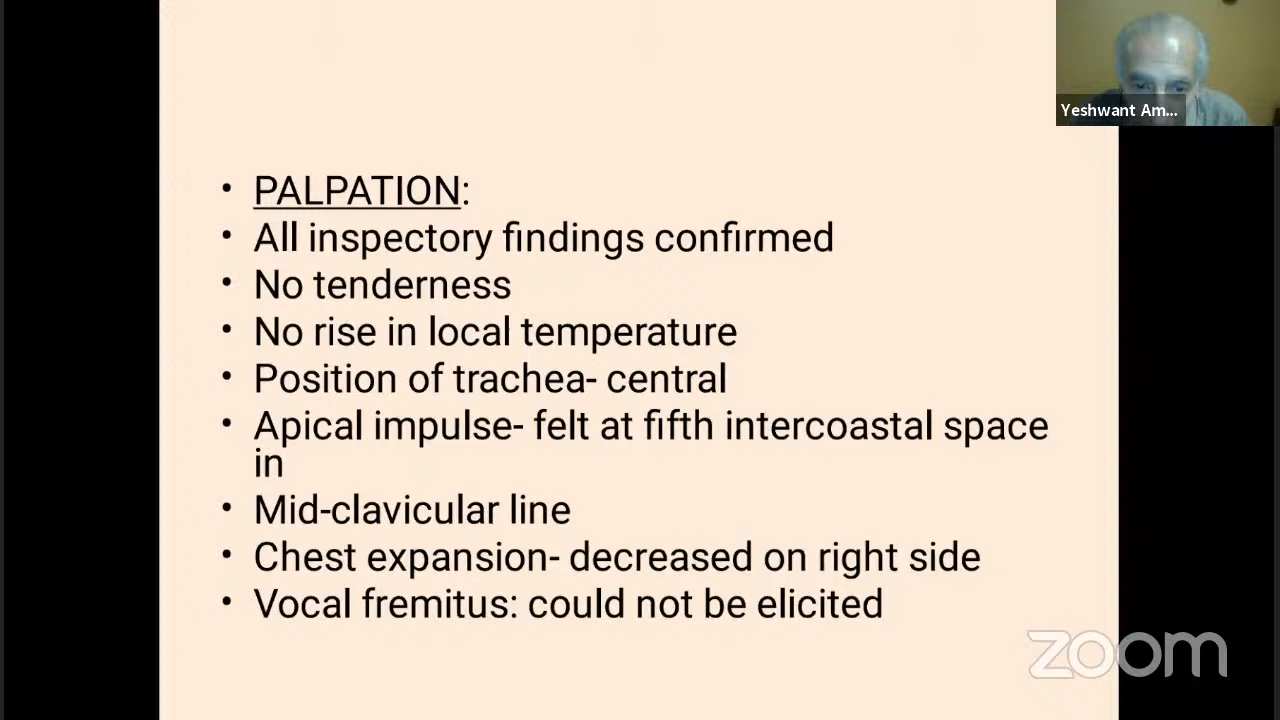 Yeshwant Am...
• PALPATION:
• All inspectory findings confirmed
• No tenderness
• No rise in local temperature
• Position of trachea- central
• Apical impulse- felt at fifth intercoastal space
in
• Mid-clavicular line
• Chest expansion- decreased on right side
• Vocal fremitus: could not be elicited
zoom